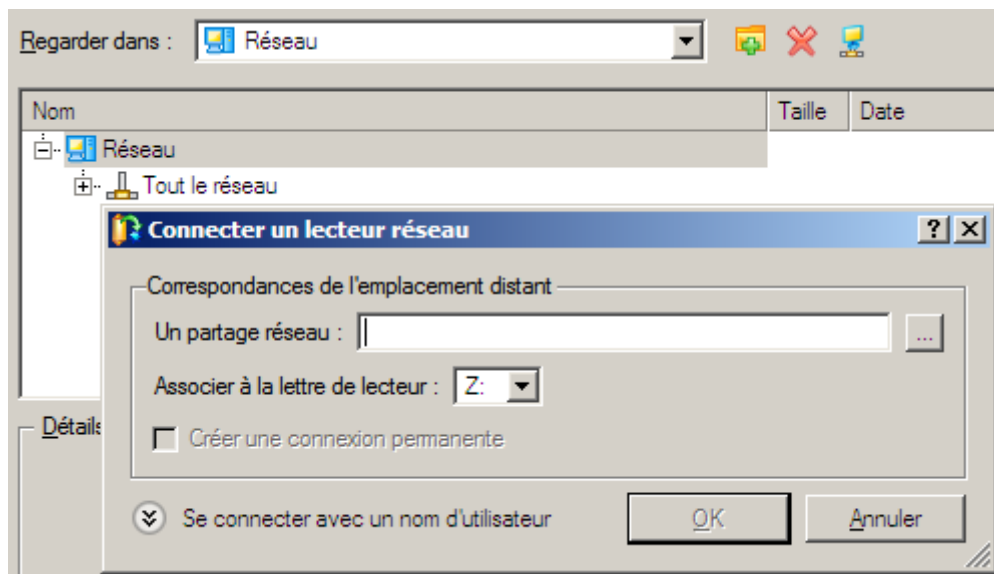 Regarder dans : Réseau
Nom Taille Date
Réseau
Tout le réseau
Connecter un lecteur réseau
Correspondances de l'emplacement distant
Un partage réseau : ...
Associer à la lettre de lecteur : Z:
Créer une connexion permanente
Détails
Se connecter avec un nom d'utilisateur OK Annuler